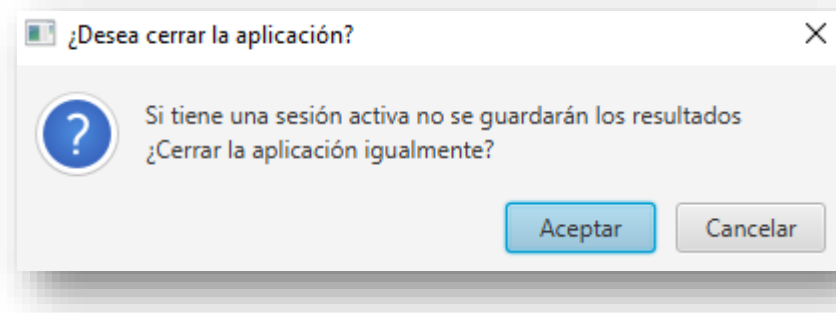 ¿Desea cerrar la aplicación?
Si tiene una sesión activa no se guardarán los resultados
¿Cerrar la aplicación igualmente?
Aceptar Cancelar